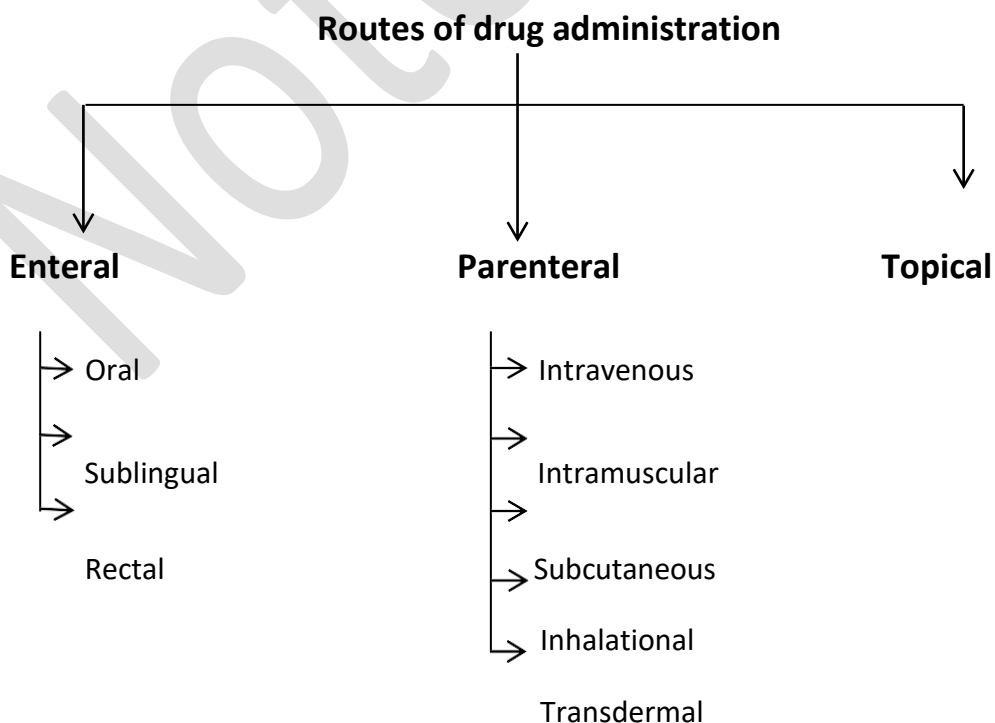 Routes of drug administration
Enteral
Parenteral
Topical
Oral
Sublingual
Rectal
Intravenous
Intramuscular
Subcutaneous
Inhalational
Transdermal